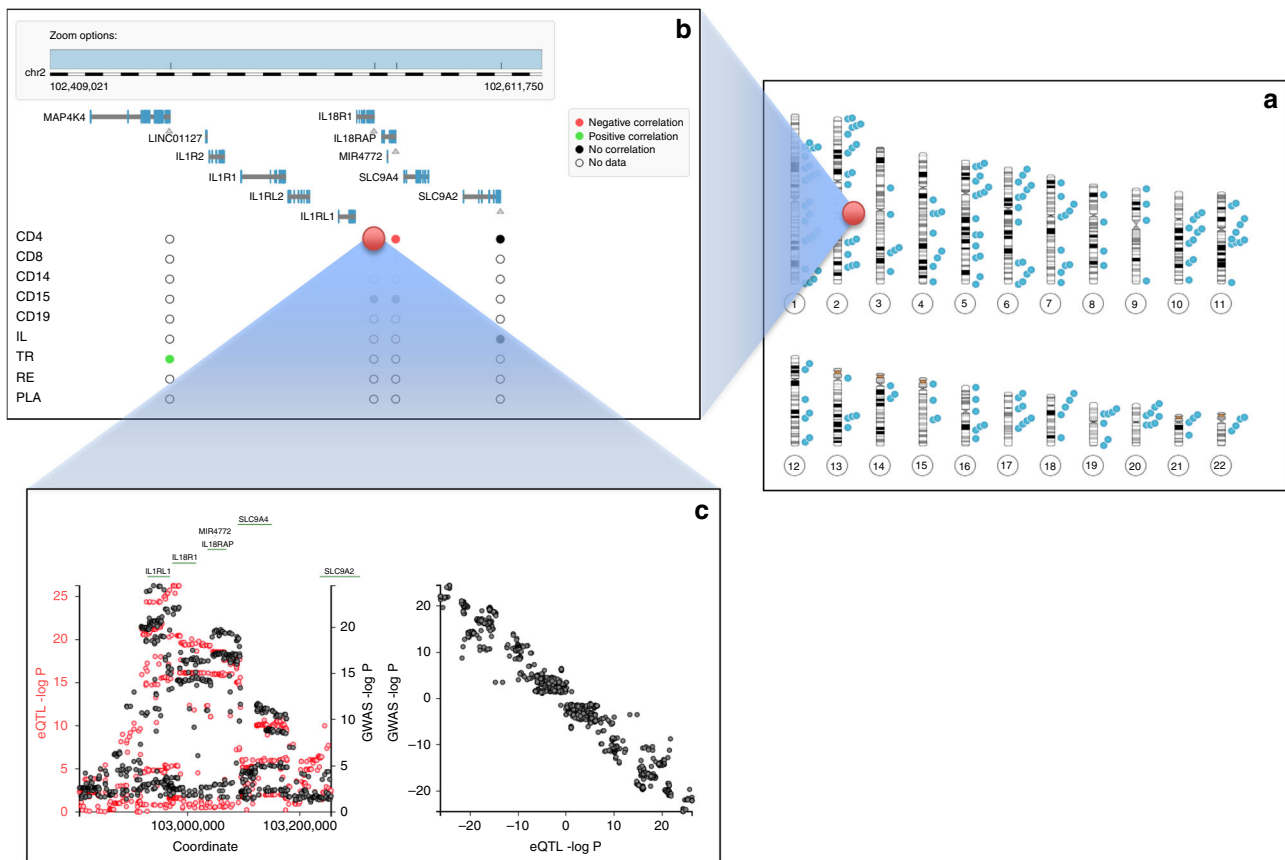 b
Zoom options:
chr2
102,409,021
102,611,750
MAP4K4
LINC01127
IL1R2
IL1R1
IL1RL2
IL1RL1
IL18R1
IL18RAP
MIR4772
SLC9A4
SLC9A2
Negative correlation
Positive correlation
No correlation
No data
CD4
CD8
CD14
CD15
CD19
IL
TR
RE
PLA
a
1 2 3 4 5 6 7 8 9 10 11
12 13 14 15 16 17 18 19 20 21 22
c
SLC9A4
MIR4772
IL18RAP
IL18R1
IL1RL1
SLC9A2
eQTL -log P
25
20
15
10
5
0
20
15
10
5
0
GWAS -log P
103,000,000
103,200,000
Coordinate
GWAS -log P
20
10
0
−10
−20
−20
−10
0
10
20
eQTL -log P